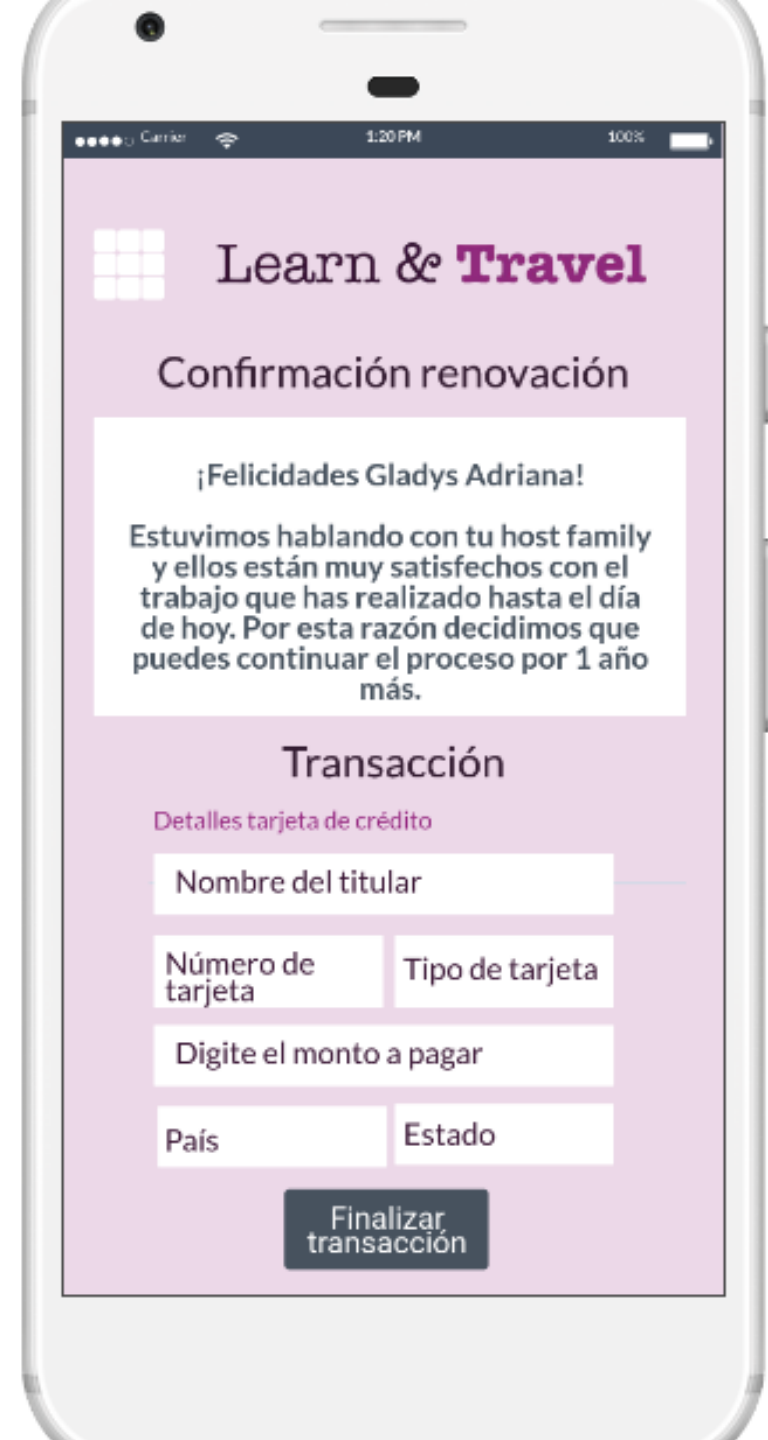 Carrier 1:20 PM 100%
Learn & Travel
Confirmación renovación
¡Felicidades Gladys Adriana!
Estuvimos hablando con tu host family
y ellos están muy satisfechos con el
trabajo que has realizado hasta el día
de hoy. Por esta razón decidimos que
puedes continuar el proceso por 1 año
más.
Transacción
Detalles tarjeta de crédito
Nombre del titular
Número de
tarjeta
Tipo de tarjeta
Digite el monto a pagar
País
Estado
Finalizar
transacción